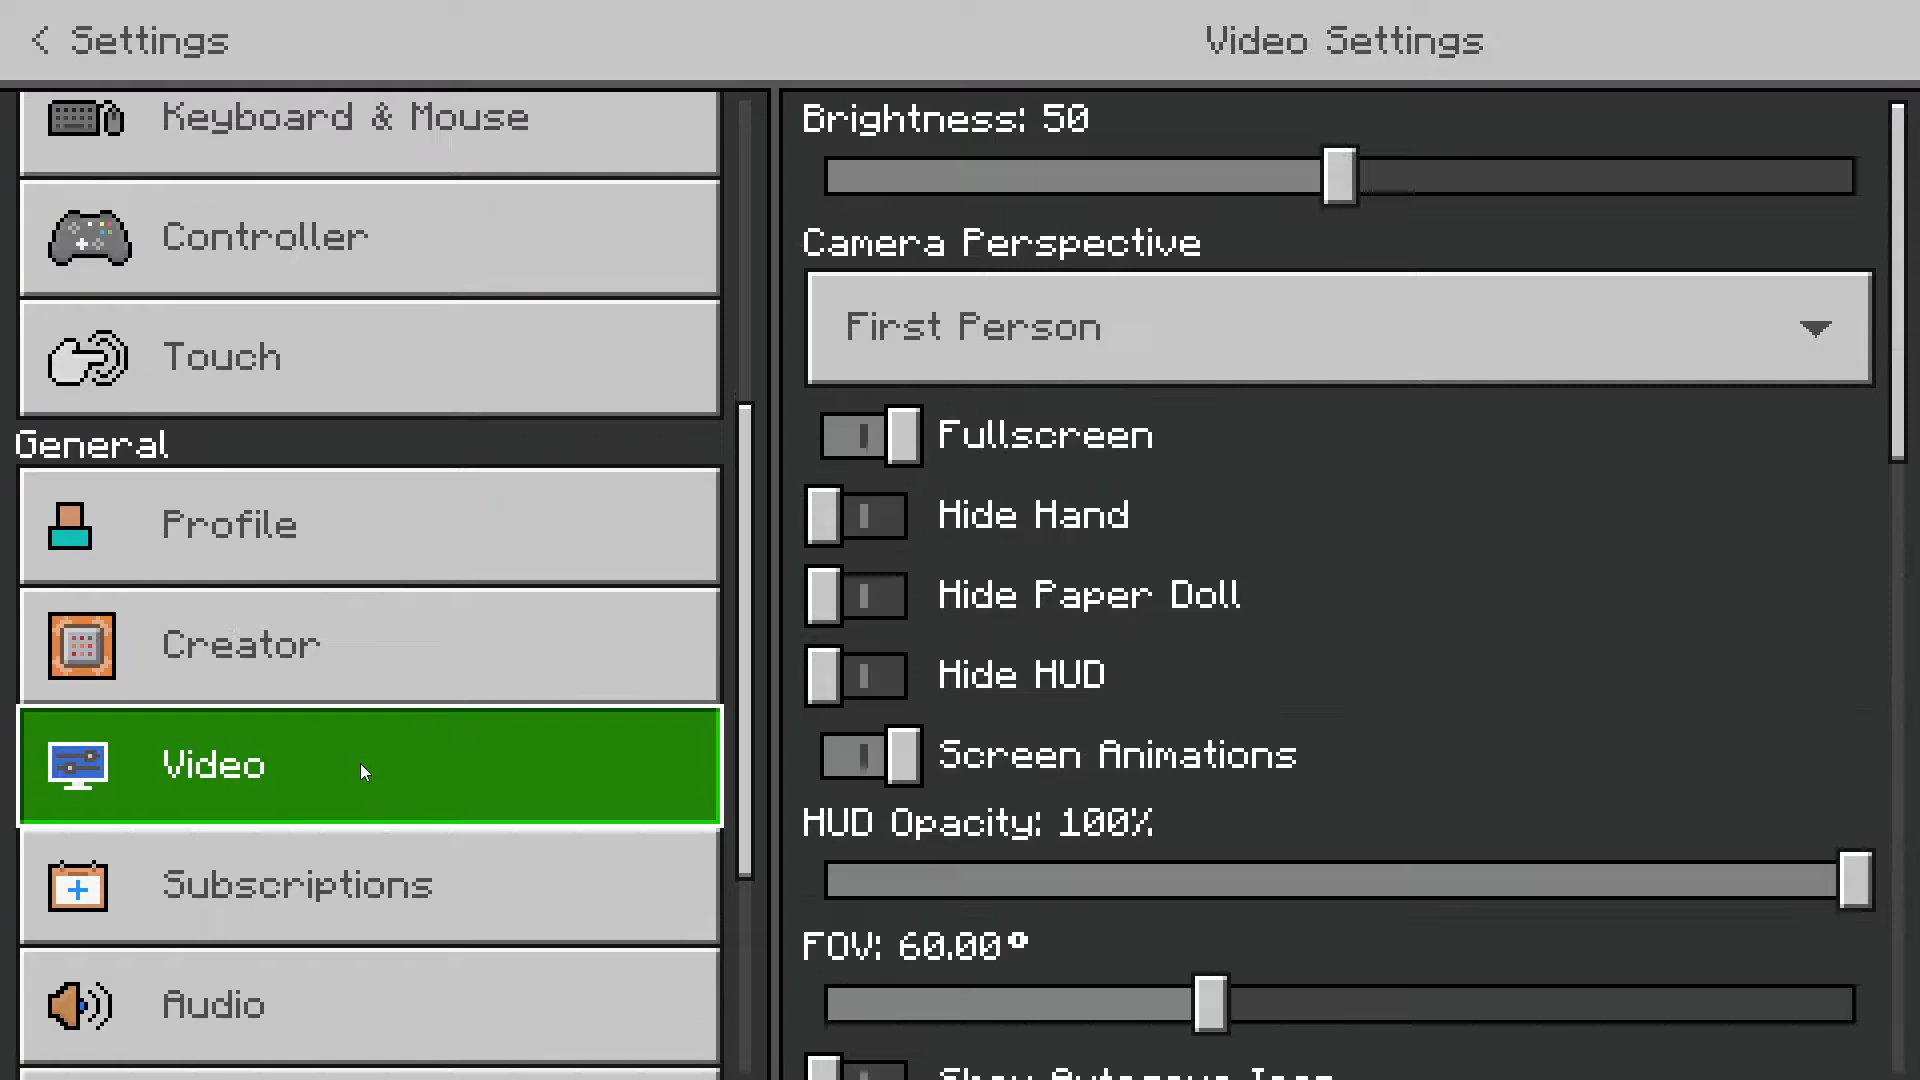 Settings
Video Settings
Keyboard & Mouse
Controller
Touch
General
Profile
Creator
Video
Subscriptions
Audio
Brightness: 50
Camera Perspective
First Person
Fullscreen
Hide Hand
Hide Paper Doll
Hide HUD
Screen Animations
HUD Opacity: 100%
FOV: 60.00°